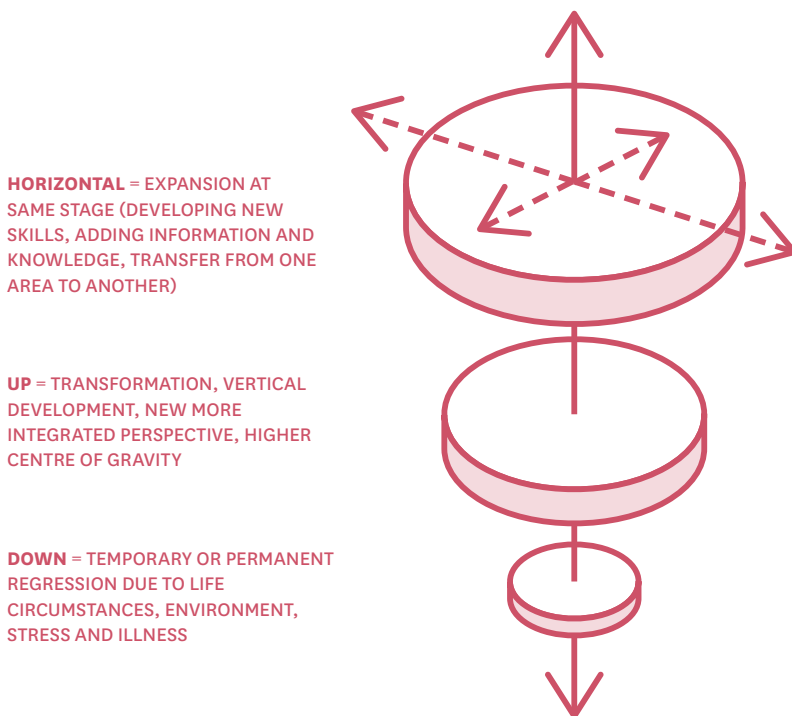 HORIZONTAL = EXPANSION AT
SAME STAGE (DEVELOPING NEW
SKILLS, ADDING INFORMATION AND
KNOWLEDGE, TRANSFER FROM ONE
AREA TO ANOTHER)
UP = TRANSFORMATION, VERTICAL
DEVELOPMENT, NEW MORE
INTEGRATED PERSPECTIVE, HIGHER
CENTRE OF GRAVITY
DOWN = TEMPORARY OR PERMANENT
REGRESSION DUE TO LIFE
CIRCUMSTANCES, ENVIRONMENT,
STRESS AND ILLNESS